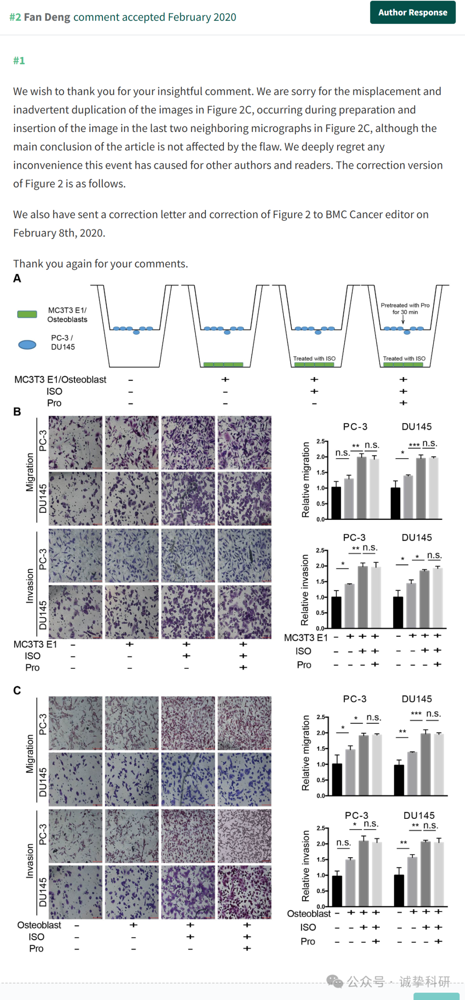 #2 Fan Deng comment accepted February 2020
Author Response
#1
We wish to thank you for your insightful comment. We are sorry for the misplacement and
inadvertent duplication of the images in Figure 2C, occurring during preparation and
insertion of the image in the last two neighboring micrographs in Figure 2C, although the
main conclusion of the article is not affected by the flaw. We deeply regret any
inconvenience this event has caused for other authors and readers. The correction version
of Figure 2 is as follows.
We also have sent a correction letter and correction of Figure 2 to BMC Cancer editor on
February 8th, 2020.
Thank you again for your comments.
A
MC3T3 E1/
Osteoblasts
PC-3 /
DU145
Pretreated with Pro
for 30 min
Treated with ISO
Treated with ISO
MC3T3 E1/Osteoblast − + + +
ISO − − + +
Pro − − − +
B
Migration
PC-3
DU145
Invasion
PC-3
DU145
MC3T3 E1 − + + +
ISO − − + +
Pro − − − +
PC-3 DU145
Relative migration
2.5
2.0
1.5
1.0
0.5
0.0
n.s. ** n.s. * *** n.s.
PC-3 DU145
Relative invasion
2.5
2.0
1.5
1.0
0.5
0.0
* ** n.s. * * n.s.
MC3T3 E1 − + + + − + + +
ISO − − + + − − + +
Pro − − − + − − − +
C
Migration
PC-3
DU145
Invasion
PC-3
DU145
Osteoblast − + + +
ISO − − + +
Pro − − − +
PC-3 DU145
Relative migration
2.5
2.0
1.5
1.0
0.5
0.0
* * n.s. ** *** n.s.
PC-3 DU145
Relative invasion
2.5
2.0
1.5
1.0
0.5
0.0
n.s. * n.s. ** ** n.s.
Osteoblast − + + + − + + +
ISO − − + + − − + +
Pro − − − + − − − +
公众号 · 诚挚科研